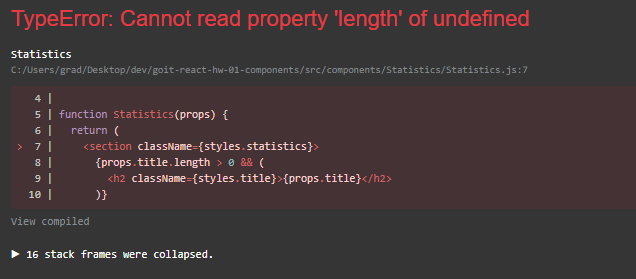 TypeError: Cannot read property 'length' of undefined
Statistics
C:/Users/grad/Desktop/dev/goit-react-hw-01-components/src/components/Statistics/Statistics.js:7
4 |
5 | function Statistics(props) {
6 |   return (
> 7 |     <section className={styles.statistics}>
8 |       {props.title.length > 0 && (
9 |         <h2 className={styles.title}>{props.title}</h2>
10 |       )}
View compiled
▶ 16 stack frames were collapsed.